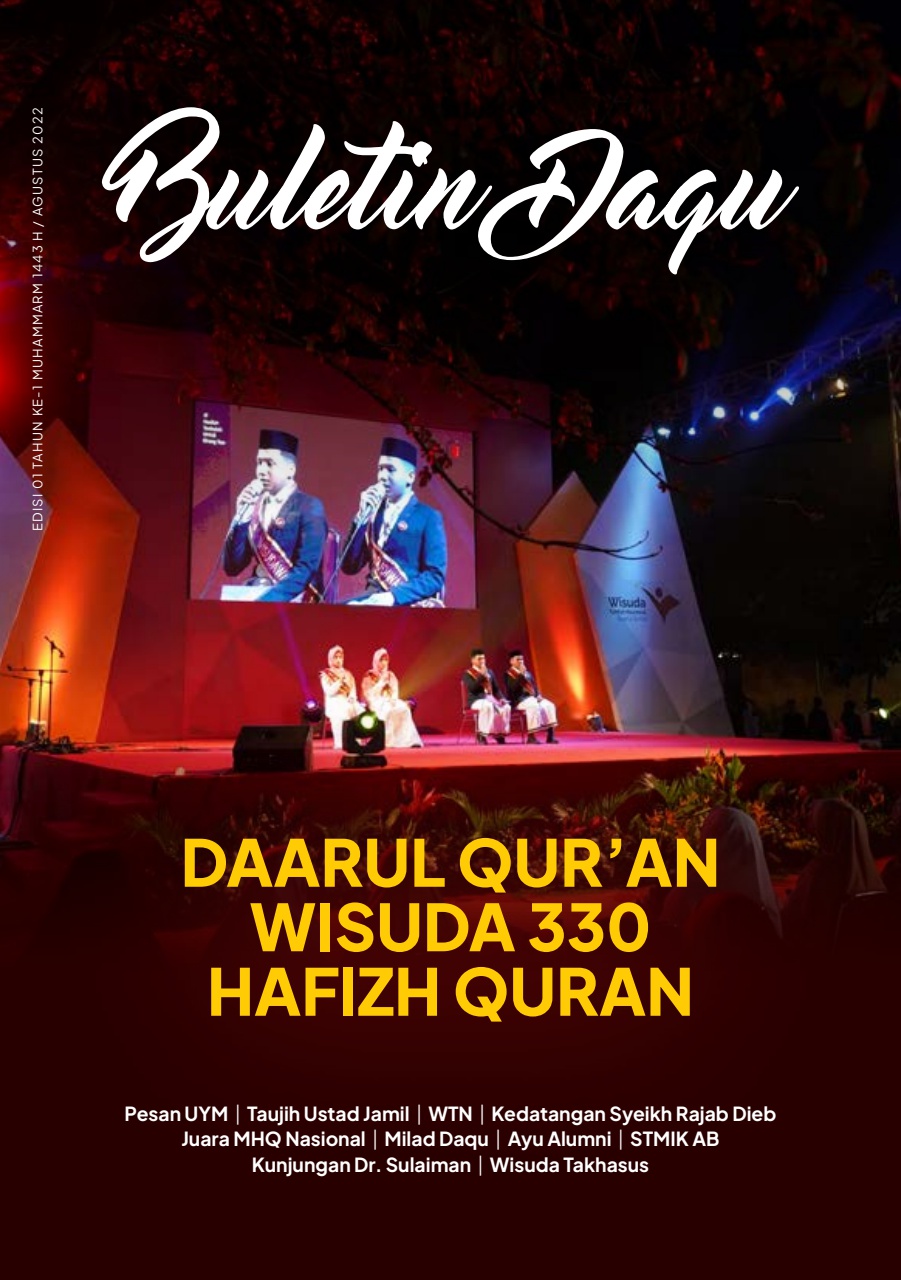 Buletin Daqu
EDISI 01 TAHUN KE-1 MUHAMMARM 1443 H / AGUSTUS 2022
Wisuda
DAARUL QUR’AN
WISUDA 330
HAFIZH QURAN
Pesan UYM | Taujih Ustad Jamil | WTN | Kedatangan Syeikh Rajab Dieb
Juara MHQ Nasional | Milad Daqu | Ayu Alumni | STMIK AB
Kunjungan Dr. Sulaiman | Wisuda Takhasus